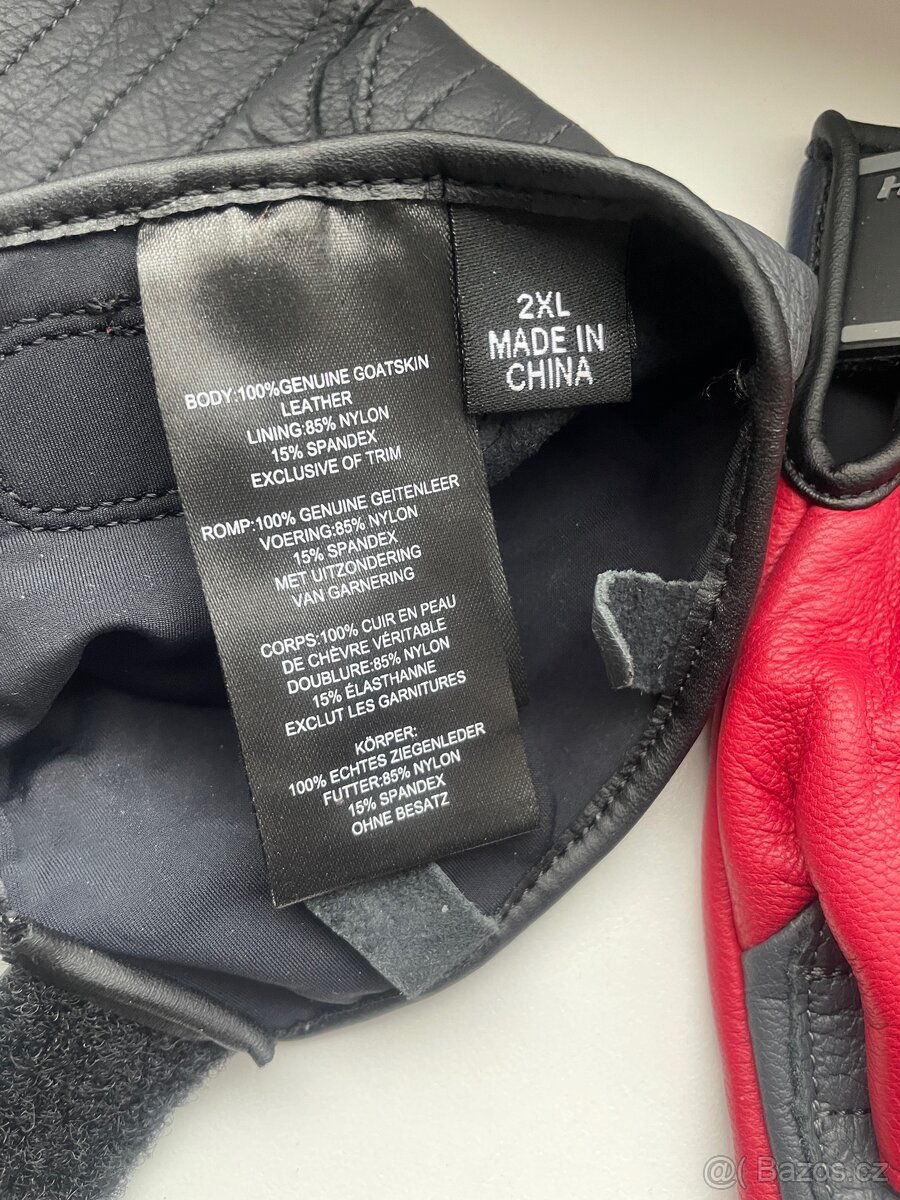 2XL
MADE IN
CHINA
BODY:100%GENUINE GOATSKIN
LEATHER
LINING:85% NYLON
15% SPANDEX
EXCLUSIVE OF TRIM
ROMP:100% GENUINE GEITENLEER
VOERING:85% NYLON
15% SPANDEX
MET UITZONDERING
VAN GARNERING
CORPS:100% CUIR EN PEAU
DE CHÈVRE VÉRITABLE
DOUBLURE:85% NYLON
15% ÉLASTHANNE
EXCLUT LES GARNITURES
KÖRPER:
100% ECHTES ZIEGENLEDER
FUTTER:85% NYLON
15% SPANDEX
OHNE BESATZ
@( Bazos.cz